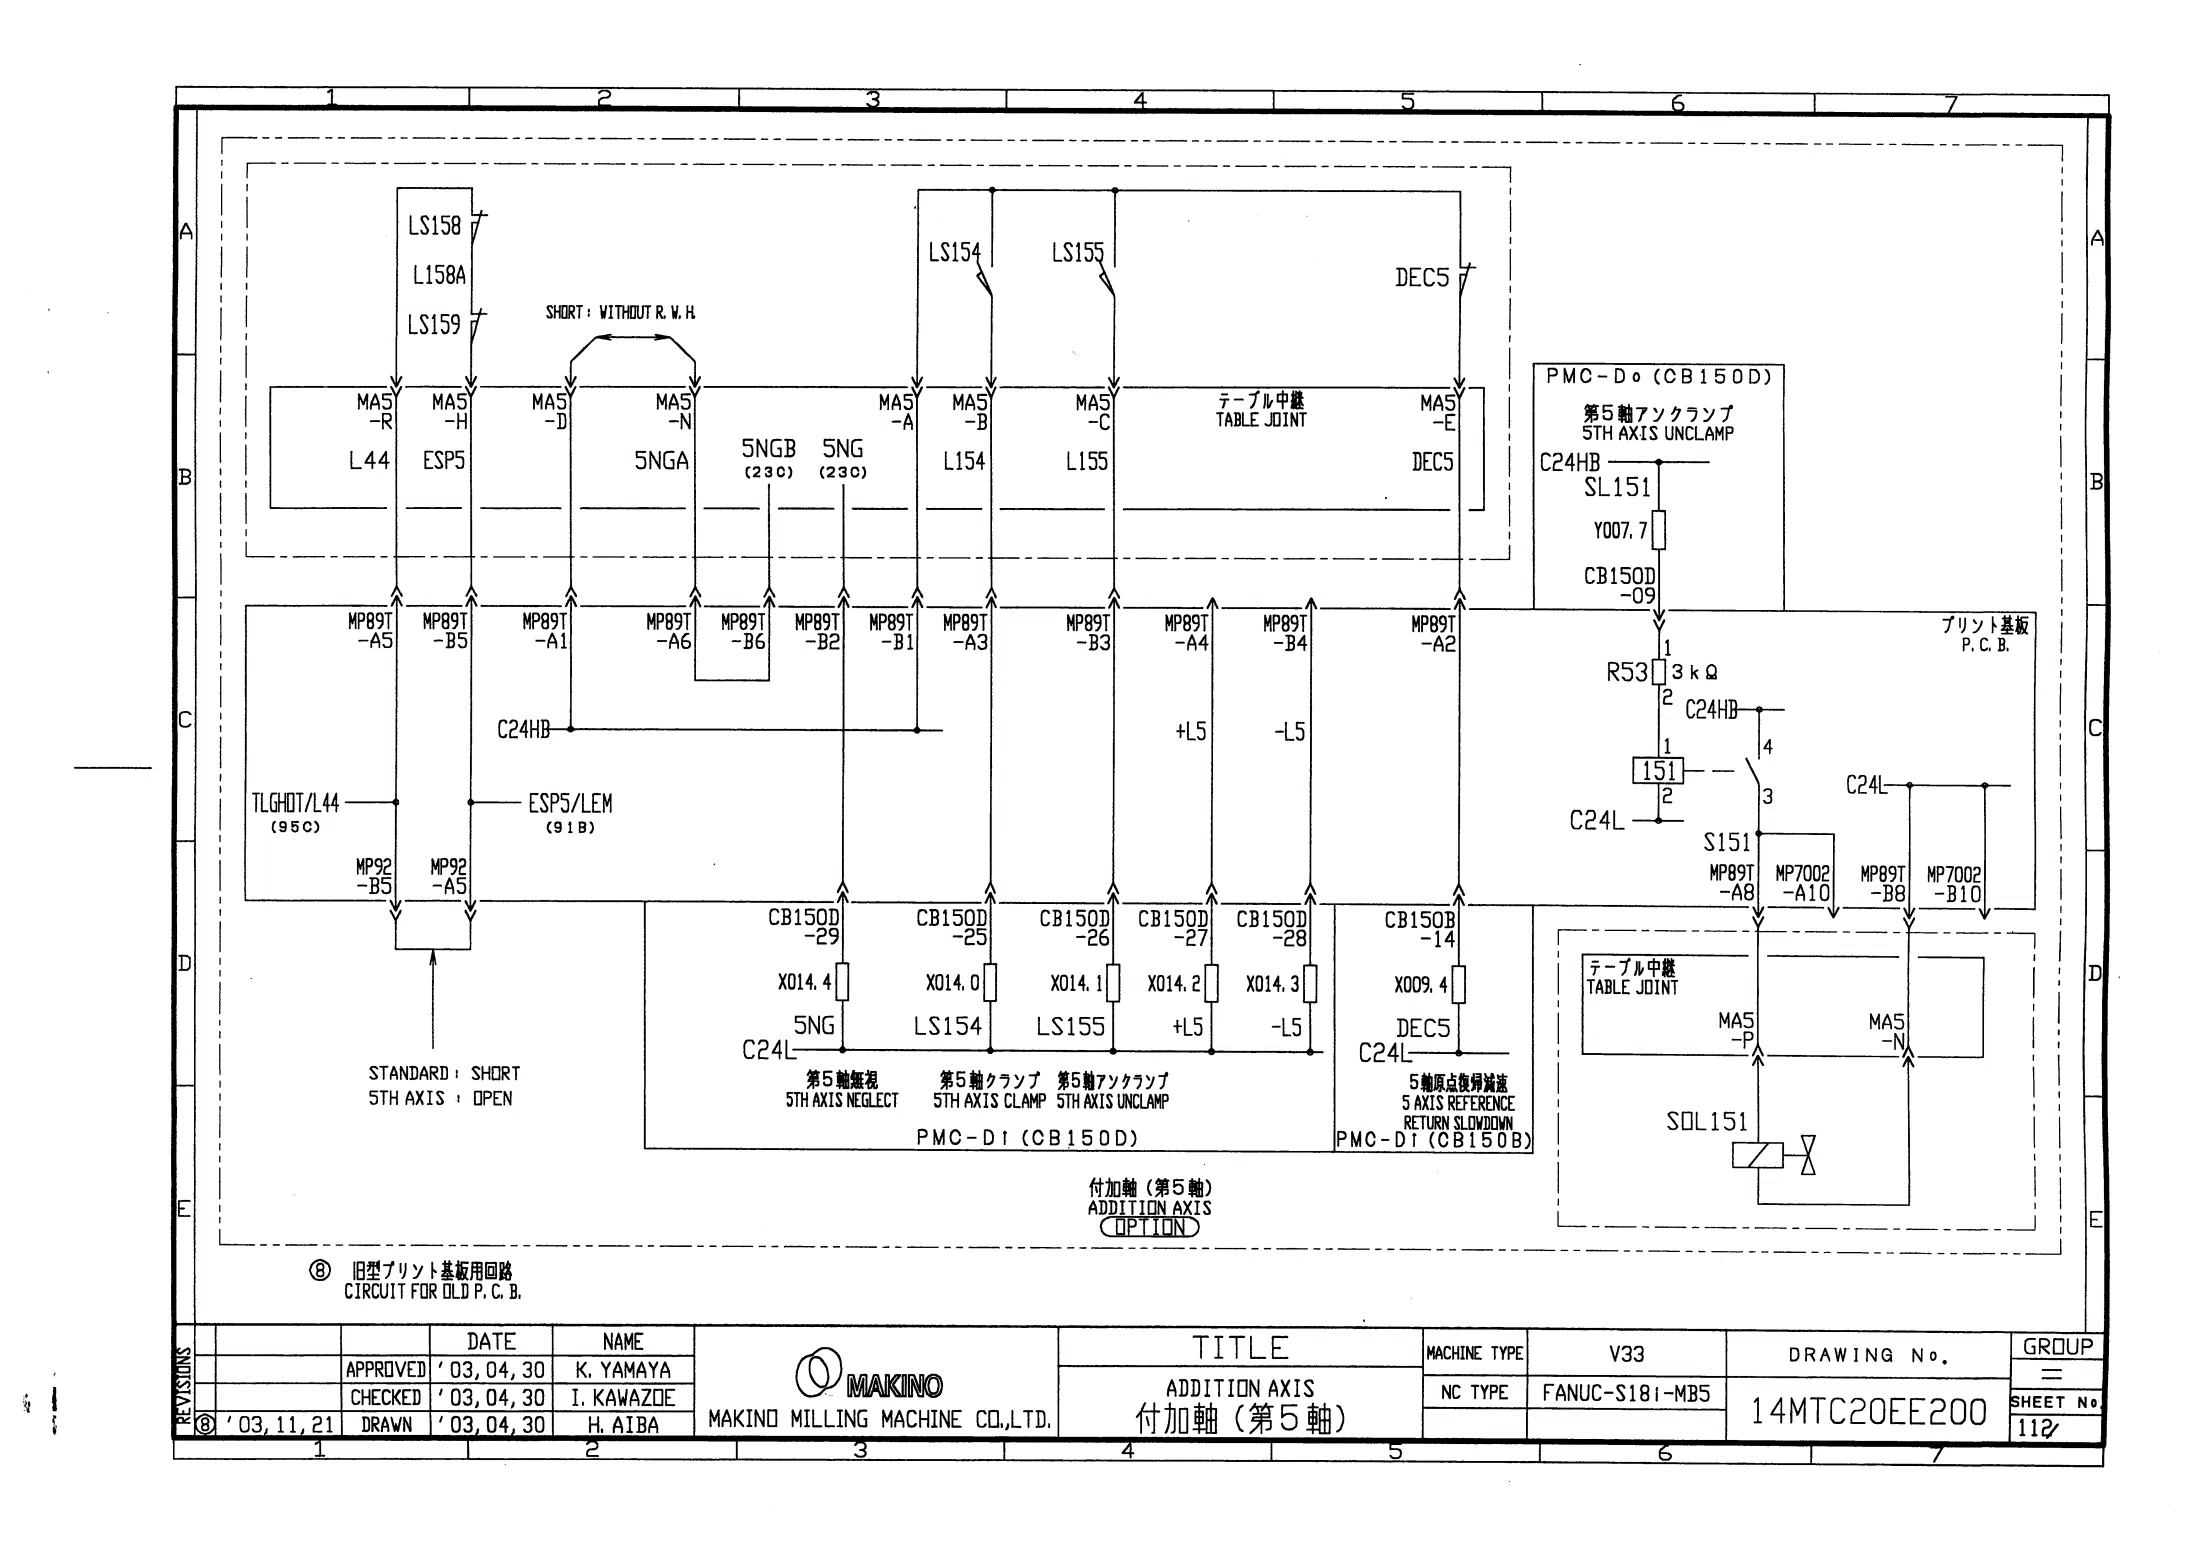 1 2 3 4 5 6 7
A A
B B
C C
D D
E E
LS158
L158A
LS159
SHORT: WITHOUT R.W.H.
LS154
LS155
DEC5
MA5 -R
MA5 -H
MA5 -D
MA5 -N
MA5 -A
MA5 -B
MA5 -C
テーブル中継
TABLE JOINT
MA5 -E
L44
ESP5
5NGA
5NGB
(23C)
5NG
(23C)
L154
L155
DEC5
PMC-Do (CB150D)
第5軸アンクランプ
5TH AXIS UNCLAMP
C24HB
SL151
Y007.7
CB150D
-09
MP89T -A5
MP89T -B5
MP89T -A1
MP89T -A6
MP89T -B6
MP89T -B2
MP89T -B1
MP89T -A3
MP89T -B3
MP89T -A4
MP89T -B4
MP89T -A2
プリント基板
P.C.B.
1
R53 3kΩ
2
C24HB
C24HB
+L5
-L5
1
151
2
4
3
C24L
C24L
S151
TLGHOT/L44
(95C)
ESP5/LEM
(91B)
MP92 -B5
MP92 -A5
MP89T -A8
MP7002 -A10
MP89T -B8
MP7002 -B10
CB150D -29
CB150D -25
CB150D -26
CB150D -27
CB150D -28
CB150B -14
X014.4
X014.0
X014.1
X014.2
X014.3
X009.4
5NG
LS154
LS155
+L5
-L5
DEC5
C24L
C24L
テーブル中継
TABLE JOINT
MA5 -P
MA5 -N
SOL151
STANDARD: SHORT
5TH AXIS : OPEN
第5軸無視
5TH AXIS NEGLECT
第5軸クランプ
5TH AXIS CLAMP
第5軸アンクランプ
5TH AXIS UNCLAMP
5軸原点復帰減速
5 AXIS REFERENCE
RETURN SLOWDOWN
PMC-Di (CB150D)
PMC-Di (CB150B)
付加軸 (第5軸)
ADDITION AXIS
OPTION
⑧ 旧型プリント基板用回路
CIRCUIT FOR OLD P.C.B.
REVISIONS
DATE NAME
APPROVED '03,04,30 K. YAMAYA
CHECKED '03,04,30 I. KAWAZOE
⑧ '03,11,21 DRAWN '03,04,30 H. AIBA
MAKINO
MAKINO MILLING MACHINE CO.,LTD.
TITLE
ADDITION AXIS
付加軸 (第5軸)
MACHINE TYPE V33
NC TYPE FANUC-S18i-MB5
DRAWING No.
14MTC20EE200
GROUP
=
SHEET No.
112/
1 2 3 4 5 6 7